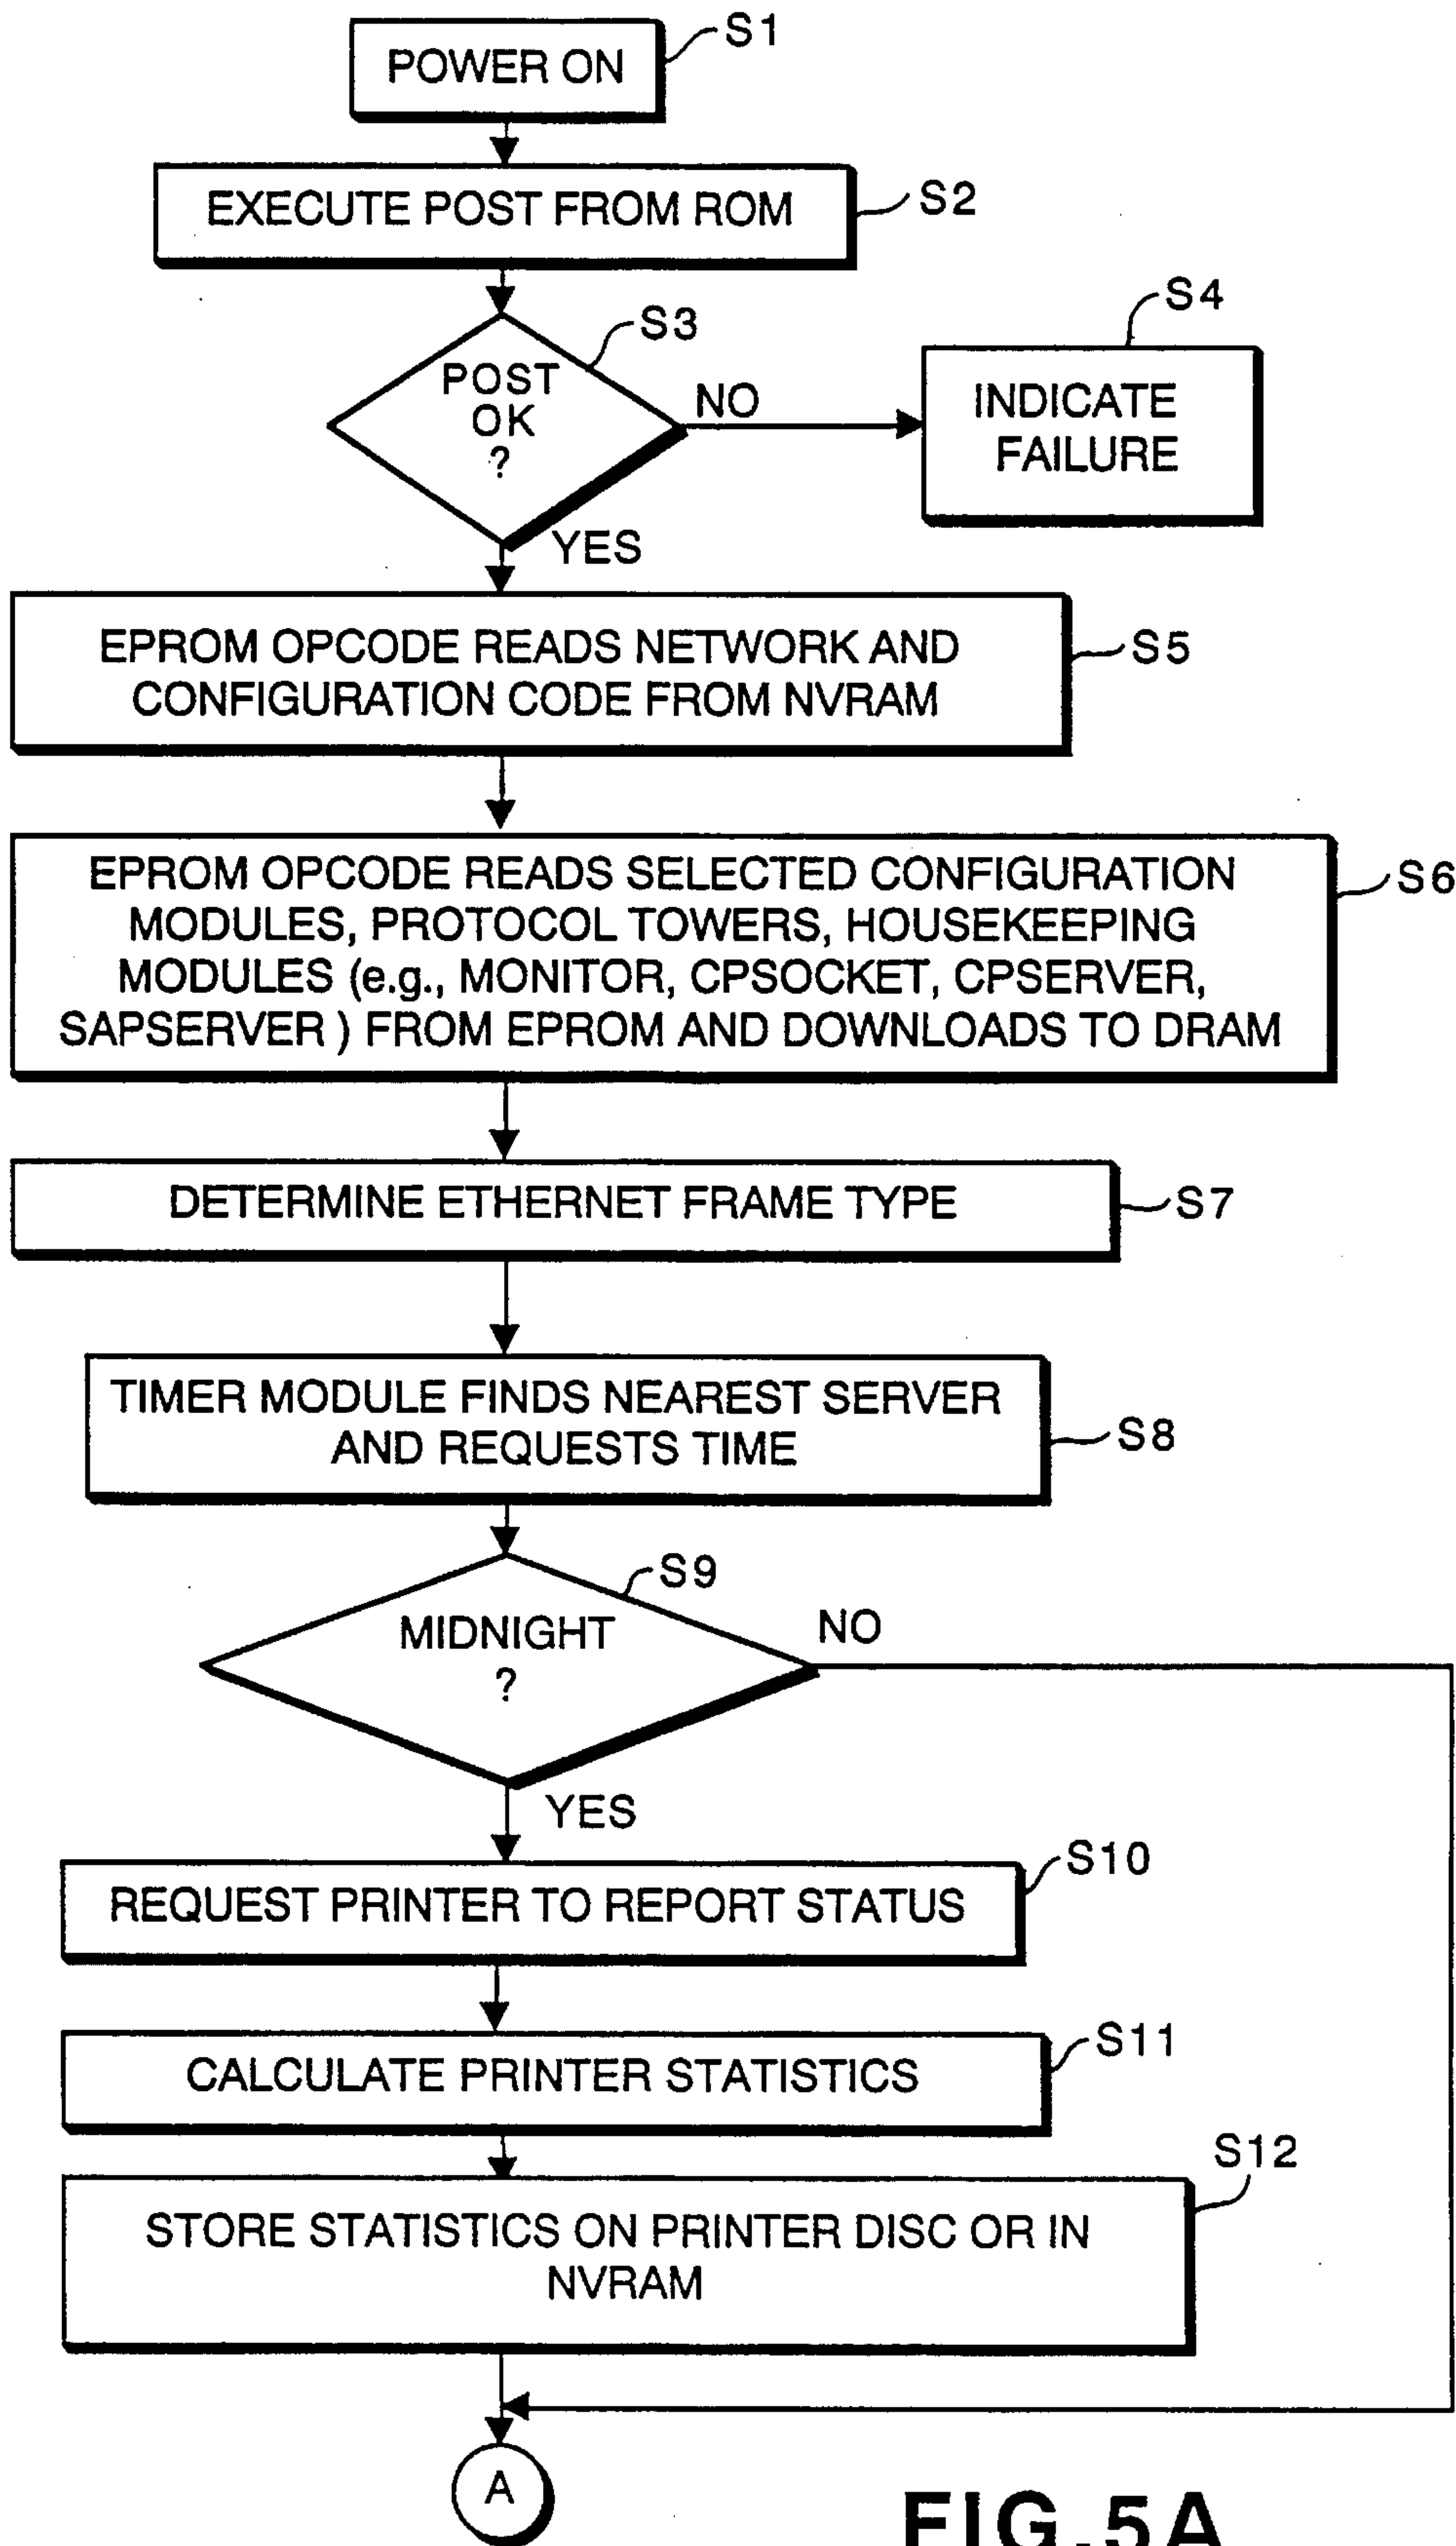 S1
POWER ON
EXECUTE POST FROM ROM
S2
S3
S4
POST
OK
?
NO
INDICATE
FAILURE
YES
EPROM OPCODE READS NETWORK AND
CONFIGURATION CODE FROM NVRAM
S5
EPROM OPCODE READS SELECTED CONFIGURATION
MODULES, PROTOCOL TOWERS, HOUSEKEEPING
MODULES (e.g., MONITOR, CPSOCKET, CPSERVER,
SAPSERVER ) FROM EPROM AND DOWNLOADS TO DRAM
S6
DETERMINE ETHERNET FRAME TYPE
S7
TIMER MODULE FINDS NEAREST SERVER
AND REQUESTS TIME
S8
S9
MIDNIGHT
?
NO
YES
S10
REQUEST PRINTER TO REPORT STATUS
S11
CALCULATE PRINTER STATISTICS
S12
STORE STATISTICS ON PRINTER DISC OR IN
NVRAM
A
FIG.5A